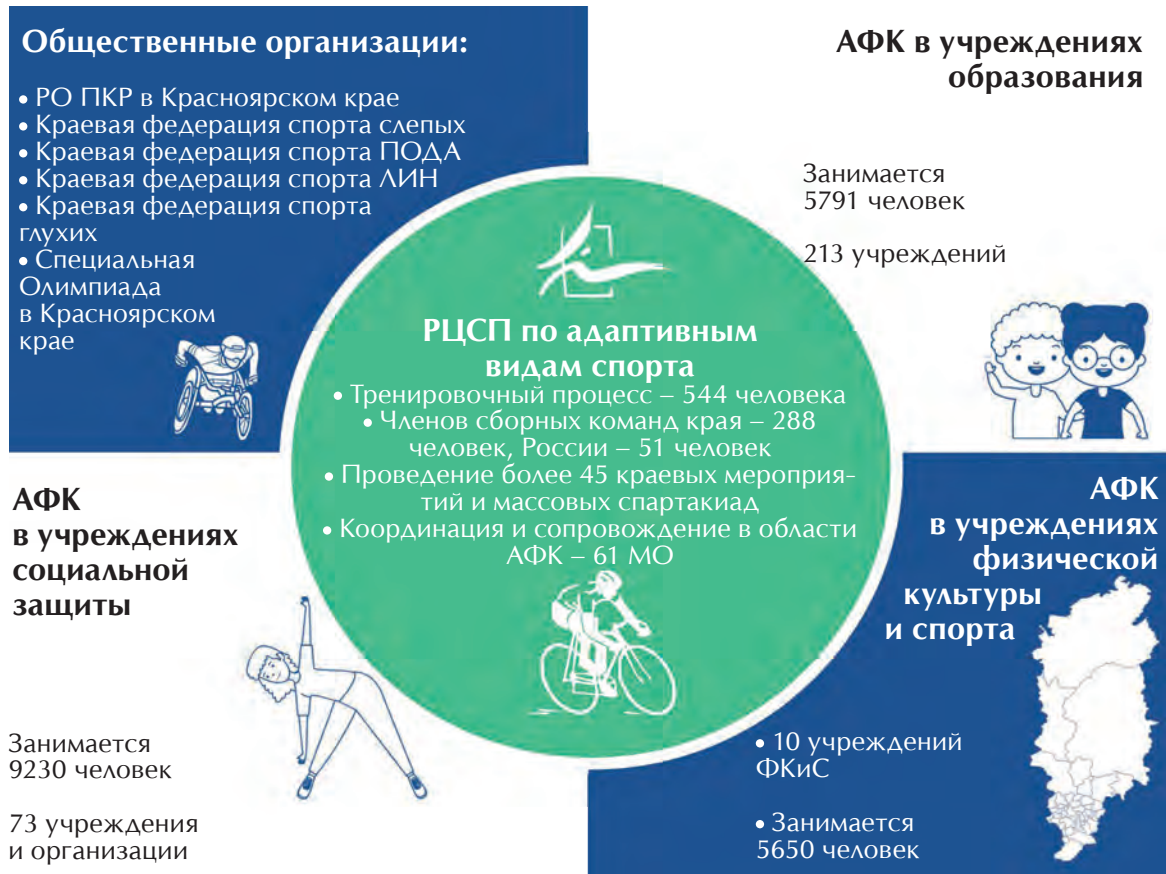 Общественные организации:
• РО ПКР в Красноярском крае
• Краевая федерация спорта слепых
• Краевая федерация спорта ПОДА
• Краевая федерация спорта ЛИН
• Краевая федерация спорта
глухих
• Специальная
Олимпиада
в Красноярском
крае
АФК в учреждениях
образования
Занимается
5791 человек
213 учреждений
РЦСП по адаптивным
видам спорта
• Тренировочный процесс – 544 человека
• Членов сборных команд края – 288
человек, России – 51 человек
• Проведение более 45 краевых мероприя-
тий и массовых спартакиад
• Координация и сопровождение в области
АФК – 61 МО
АФК
в учреждениях
социальной
защиты
Занимается
9230 человек
73 учреждения
и организации
АФК
в учреждениях
физической
культуры
и спорта
• 10 учреждений
ФКиС
• Занимается
5650 человек